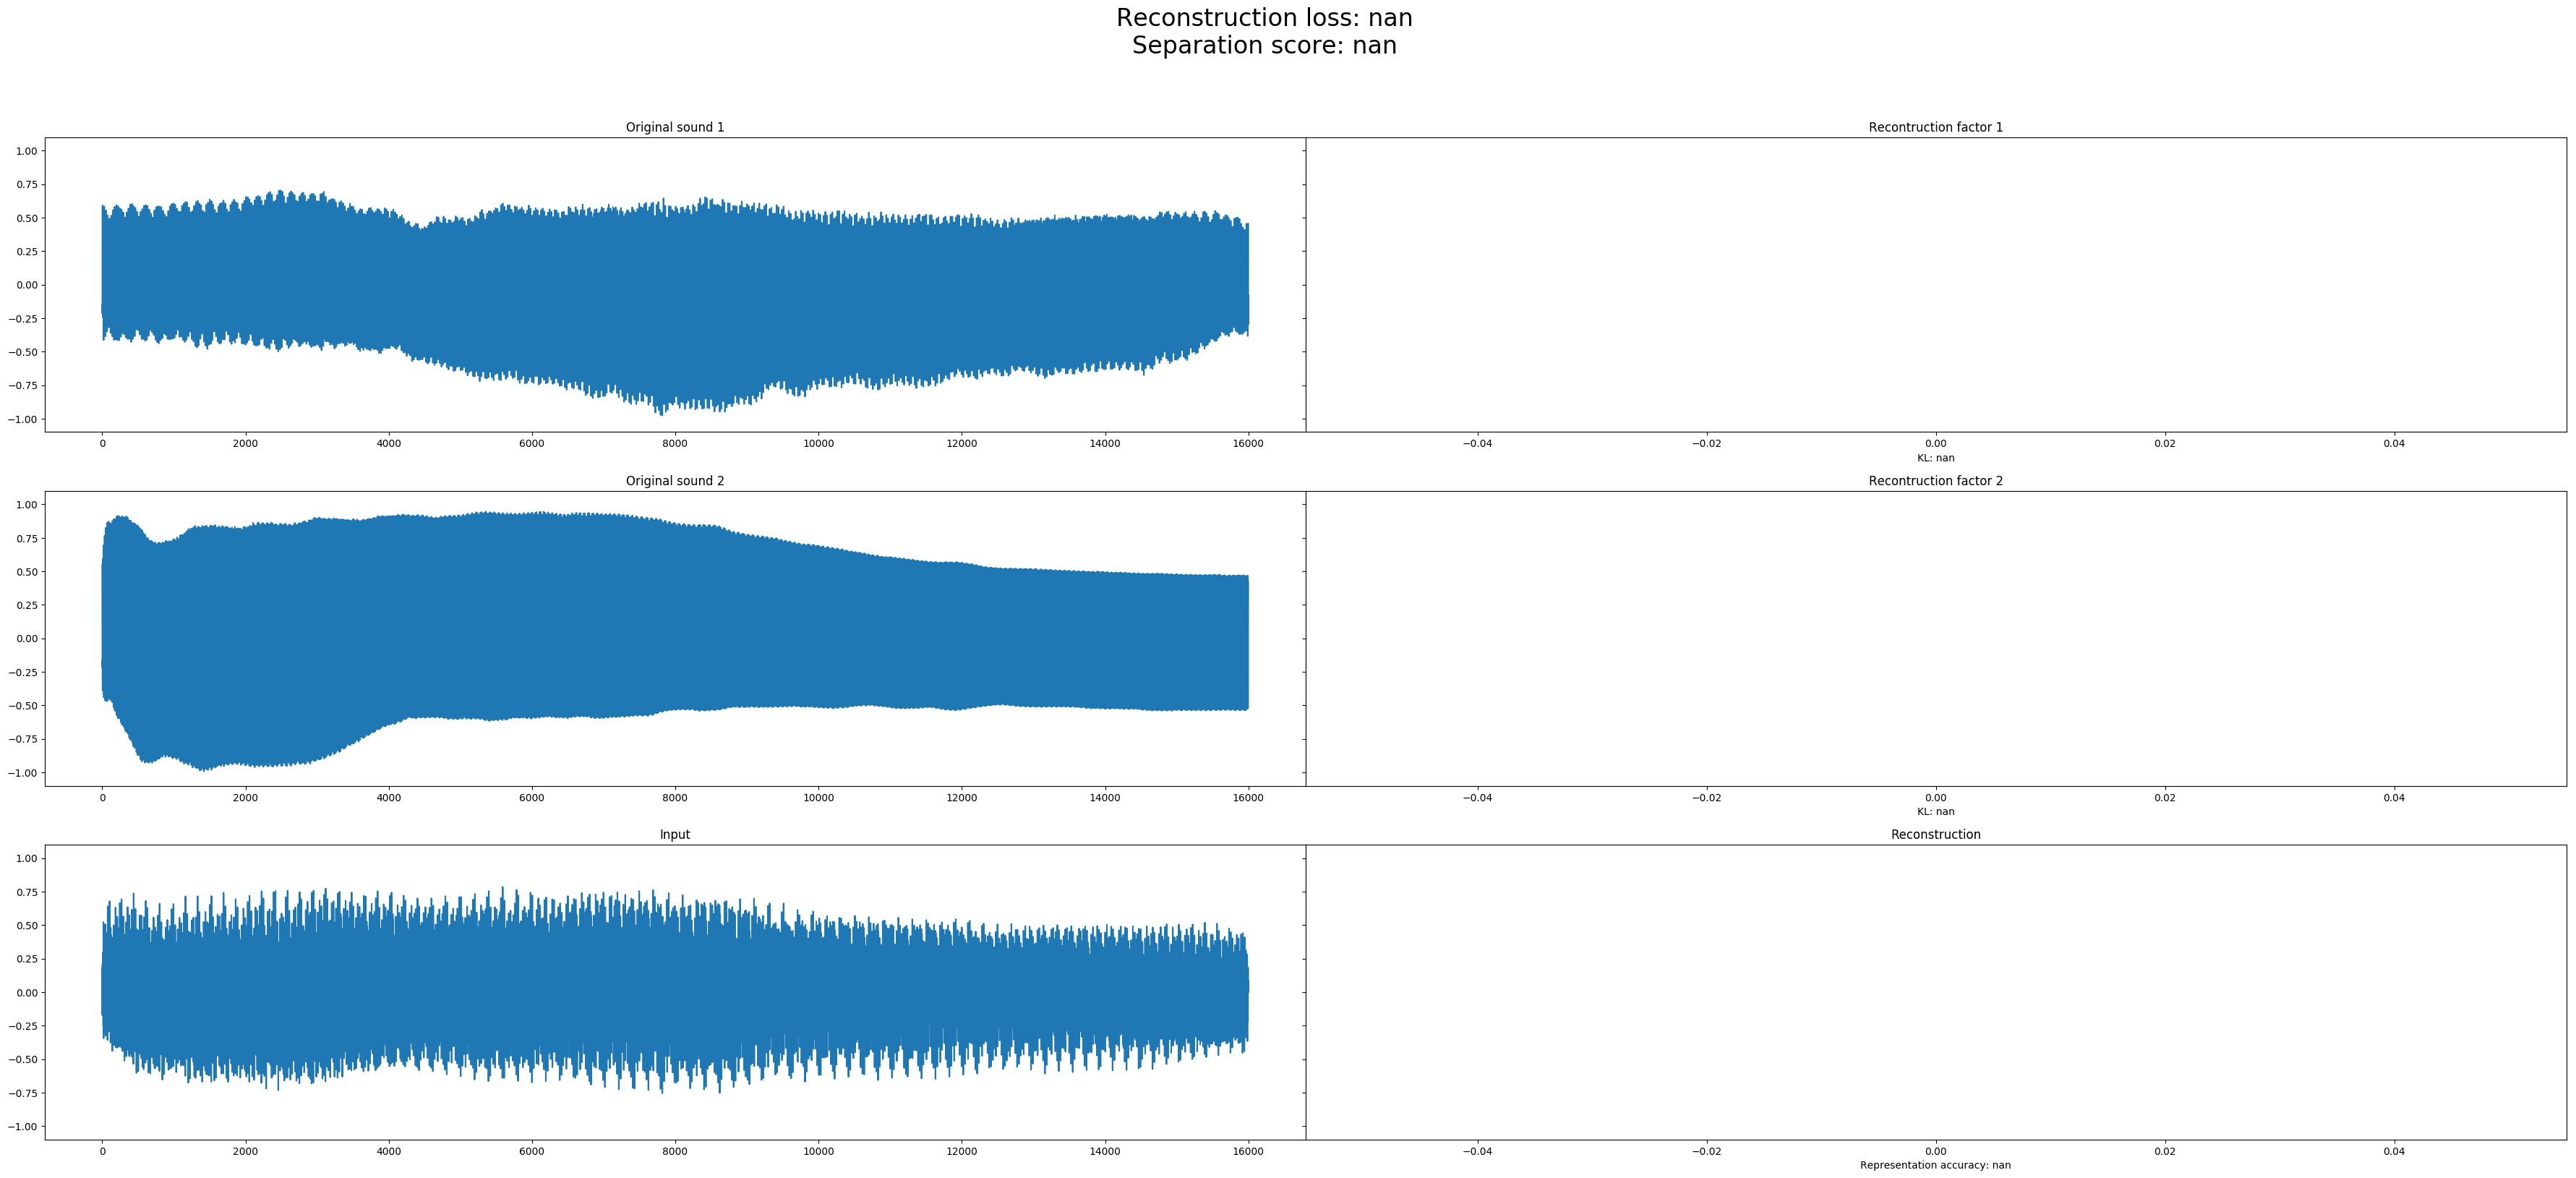 Reconstruction loss: nan
Separation score: nan
Original sound 1
Recontruction factor 1
1.00
0.75
0.50
0.25
0.00
−0.25
−0.50
−0.75
−1.00
0 2000 4000 6000 8000 10000 12000 14000 16000
−0.04 −0.02 0.00 0.02 0.04
KL: nan
Original sound 2
Recontruction factor 2
1.00
0.75
0.50
0.25
0.00
−0.25
−0.50
−0.75
−1.00
0 2000 4000 6000 8000 10000 12000 14000 16000
−0.04 −0.02 0.00 0.02 0.04
KL: nan
Input
Reconstruction
1.00
0.75
0.50
0.25
0.00
−0.25
−0.50
−0.75
−1.00
0 2000 4000 6000 8000 10000 12000 14000 16000
−0.04 −0.02 0.00 0.02 0.04
Representation accuracy: nan